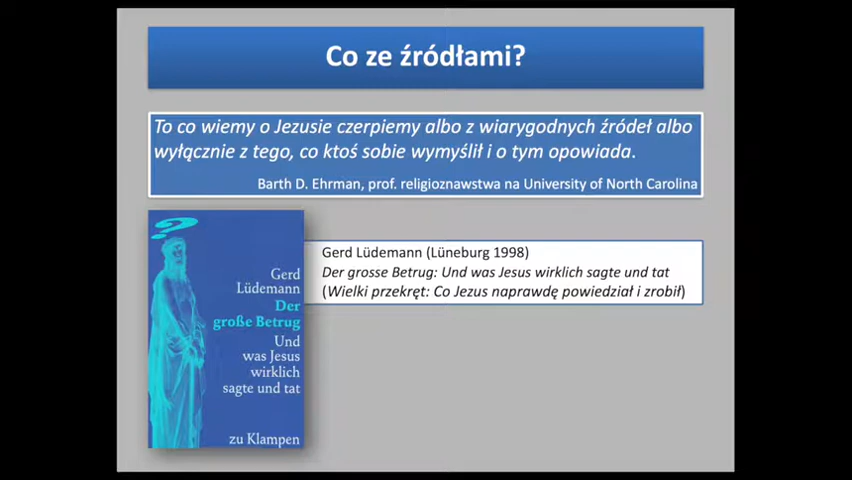 Co ze źródłami?
To co wiemy o Jezusie czerpiemy albo z wiarygodnych źródeł albo
wyłącznie z tego, co ktoś sobie wymyślił i o tym opowiada.
Barth D. Ehrman, prof. religioznawstwa na University of North Carolina
?
Gerd
Lüdemann
Der
große Betrug
Und
was Jesus
wirklich
sagte und tat
zu Klampen
Gerd Lüdemann (Lüneburg 1998)
Der grosse Betrug: Und was Jesus wirklich sagte und tat
(Wielki przekręt: Co Jezus naprawdę powiedział i zrobił)